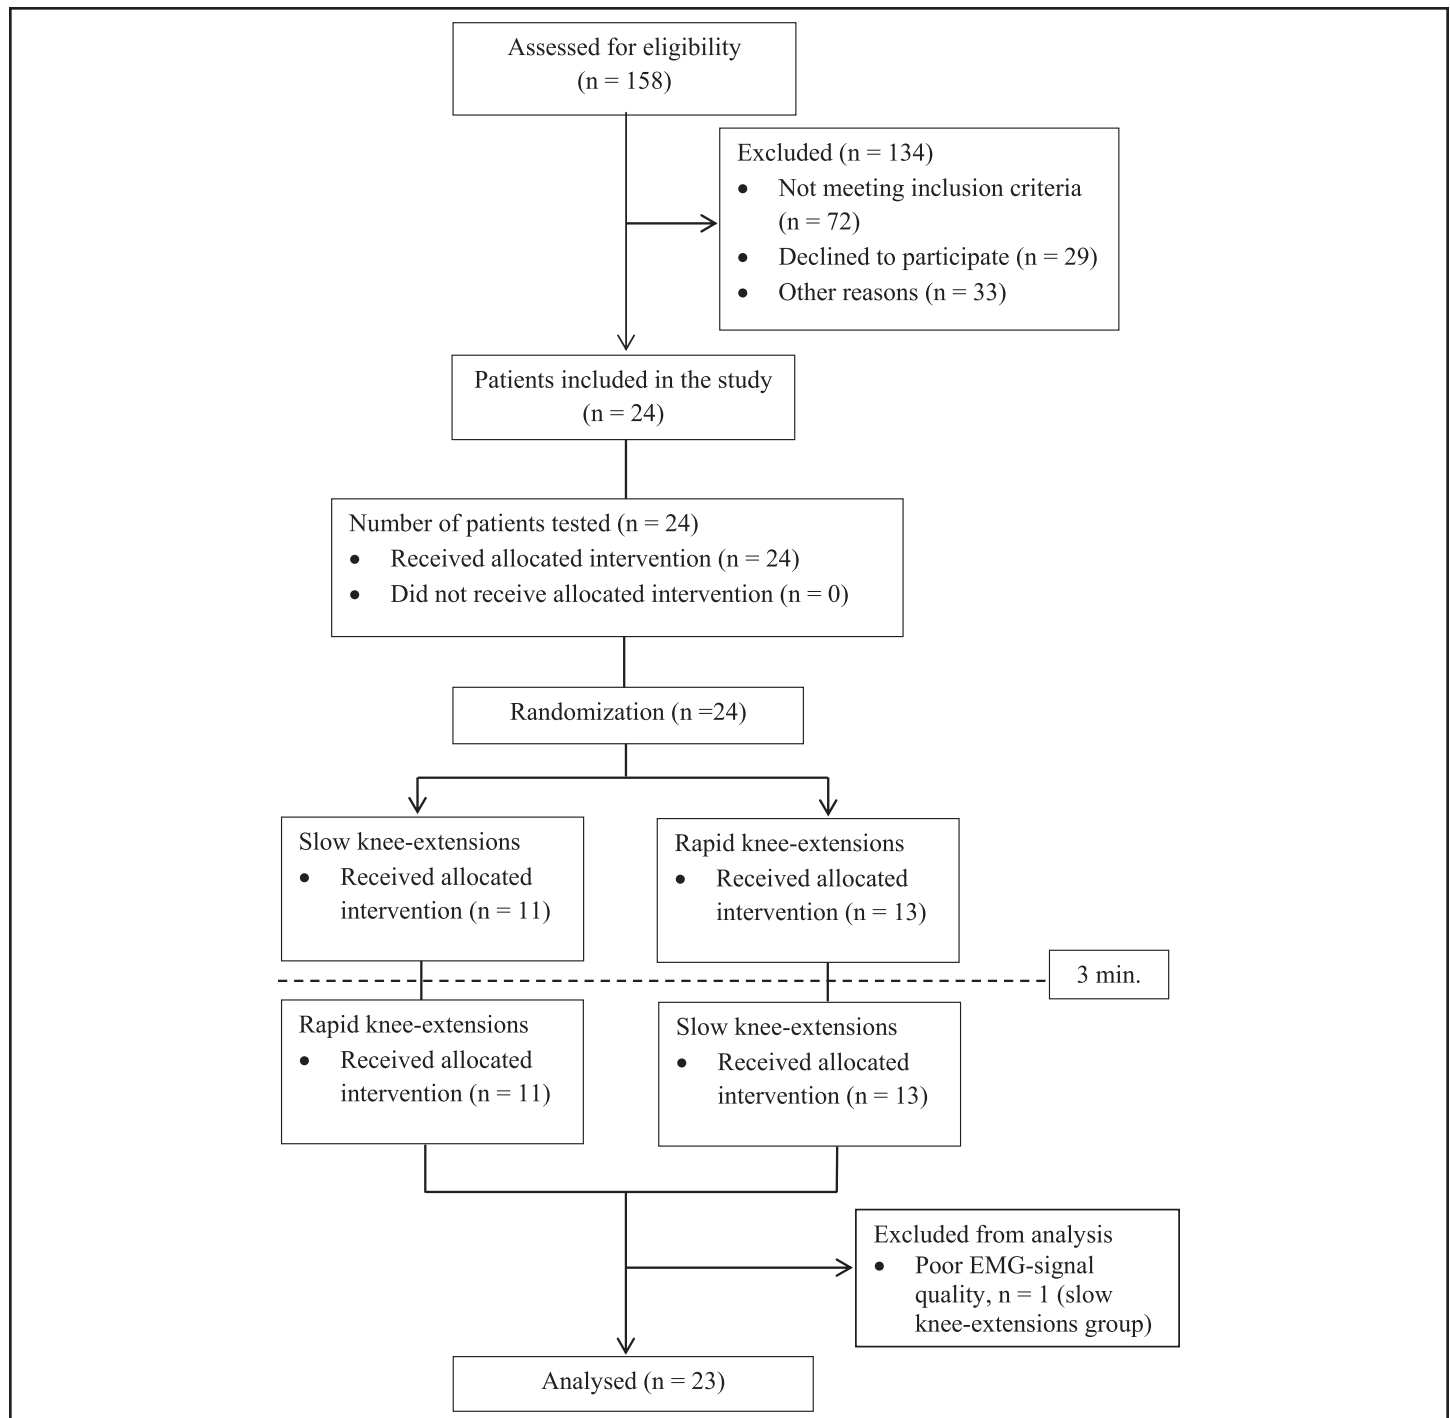 Assessed for eligibility
(n = 158)
Excluded (n = 134)
• Not meeting inclusion criteria
(n = 72)
• Declined to participate (n = 29)
• Other reasons (n = 33)
Patients included in the study
(n = 24)
Number of patients tested (n = 24)
• Received allocated intervention (n = 24)
• Did not receive allocated intervention (n = 0)
Randomization (n =24)
Slow knee-extensions
• Received allocated
intervention (n = 11)
Rapid knee-extensions
• Received allocated
intervention (n = 13)
3 min.
Rapid knee-extensions
• Received allocated
intervention (n = 11)
Slow knee-extensions
• Received allocated
intervention (n = 13)
Excluded from analysis
• Poor EMG-signal
quality, n = 1 (slow
knee-extensions group)
Analysed (n = 23)